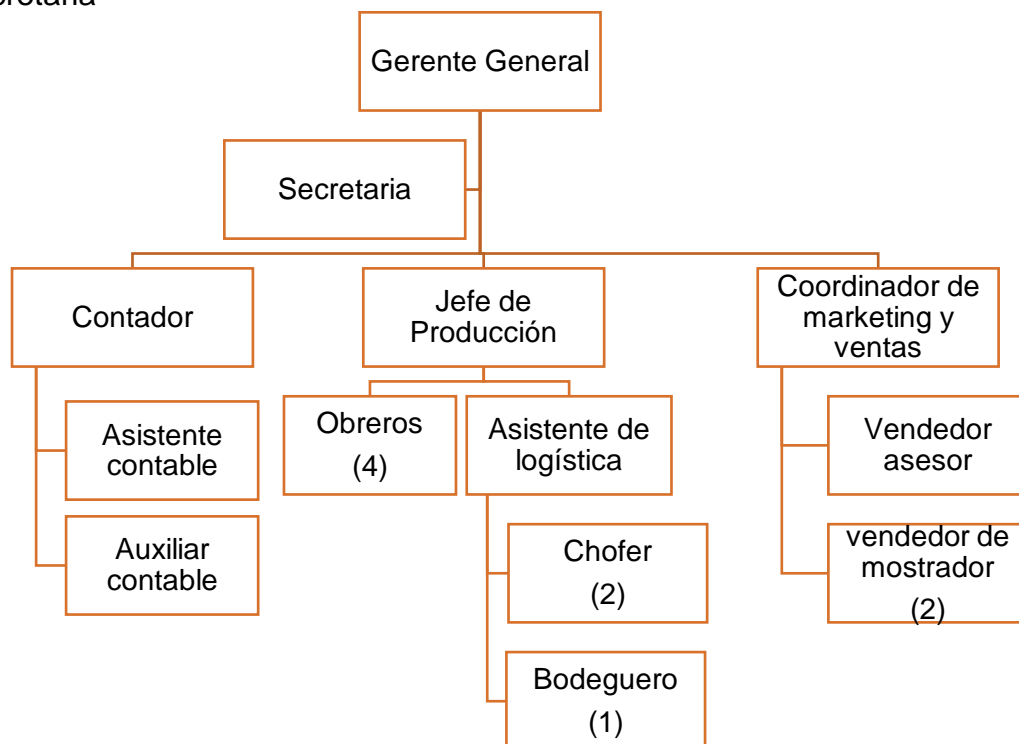 Gerente General
Secretaria
Contador
Jefe de
Producción
Coordinador de
marketing y
ventas
Asistente
contable
Auxiliar
contable
Obreros
(4)
Asistente de
logística
Chofer
(2)
Bodeguero
(1)
Vendedor
asesor
vendedor de
mostrador
(2)